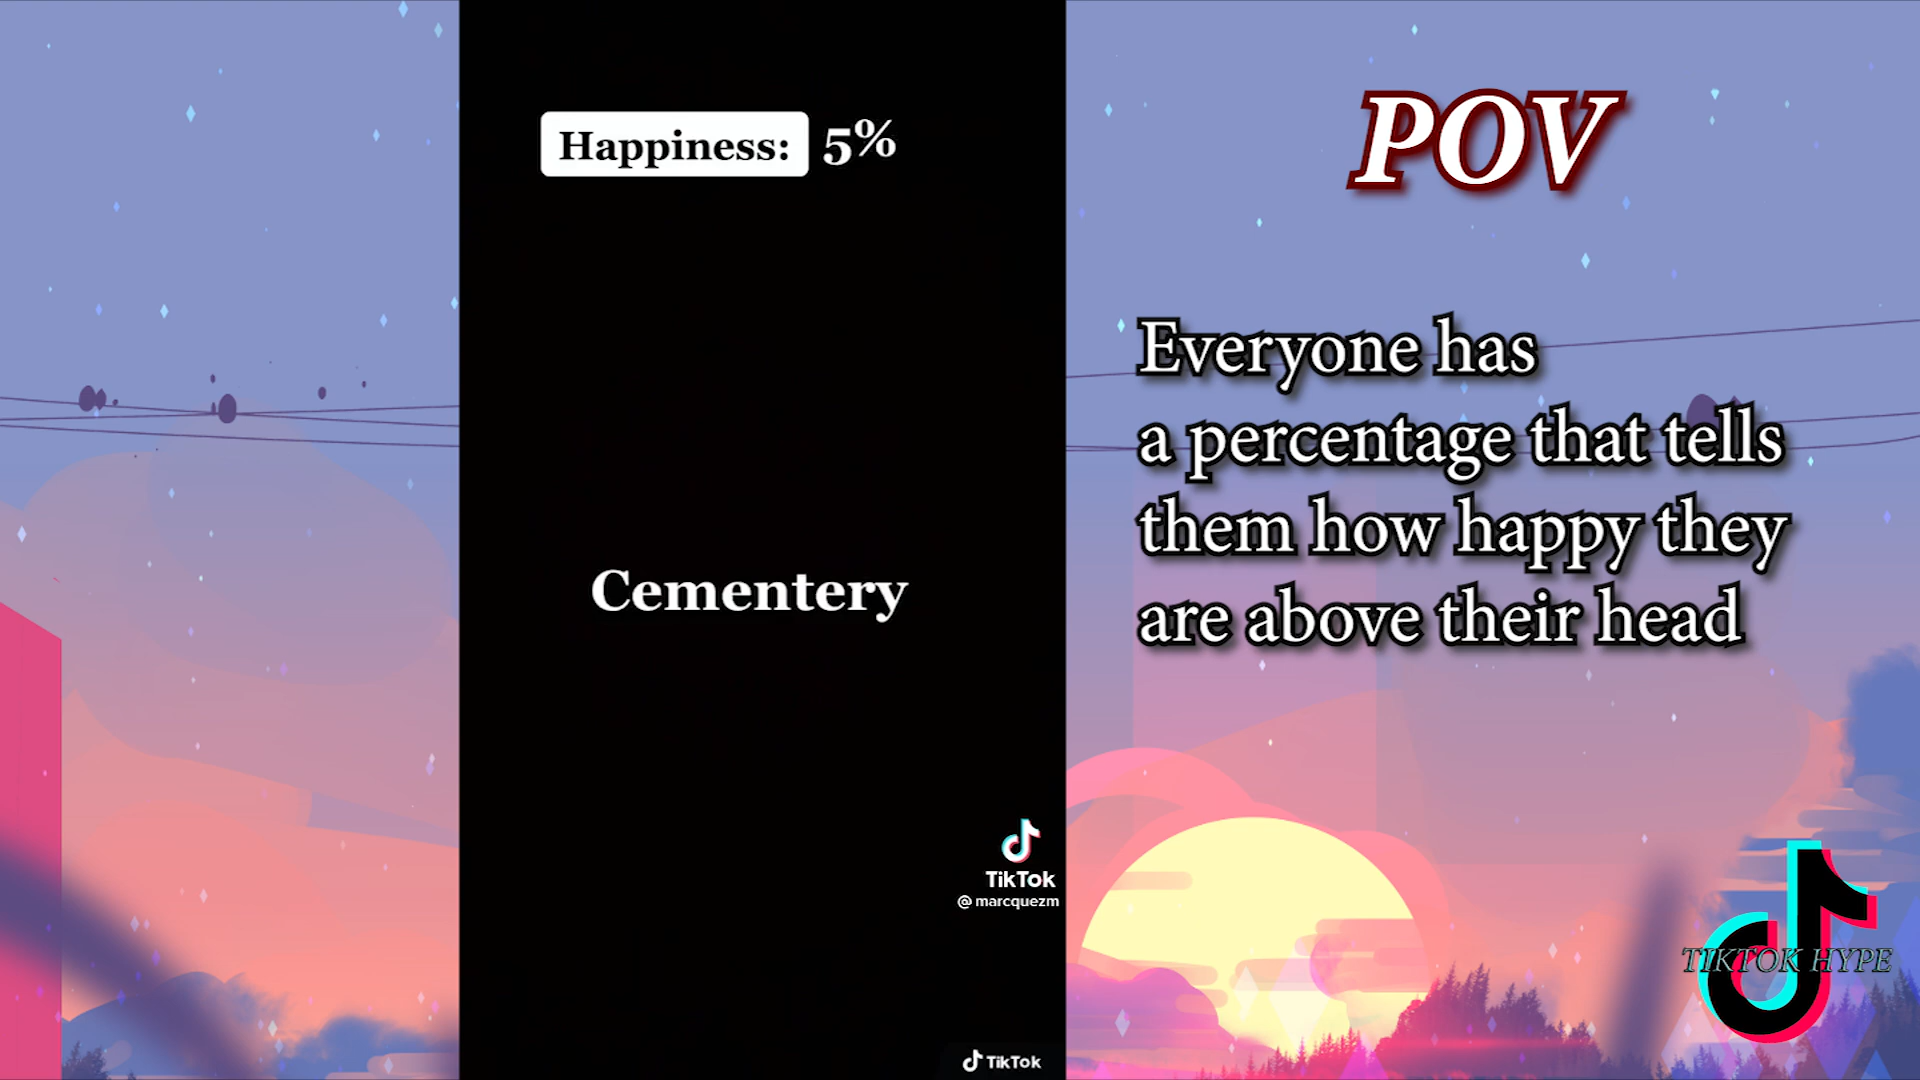 Happiness: 5%
Cementery
TikTok
@marcquezm
TikTok
POV
Everyone has
a percentage that tells
them how happy they
are above their head
TIKTOK HYPE